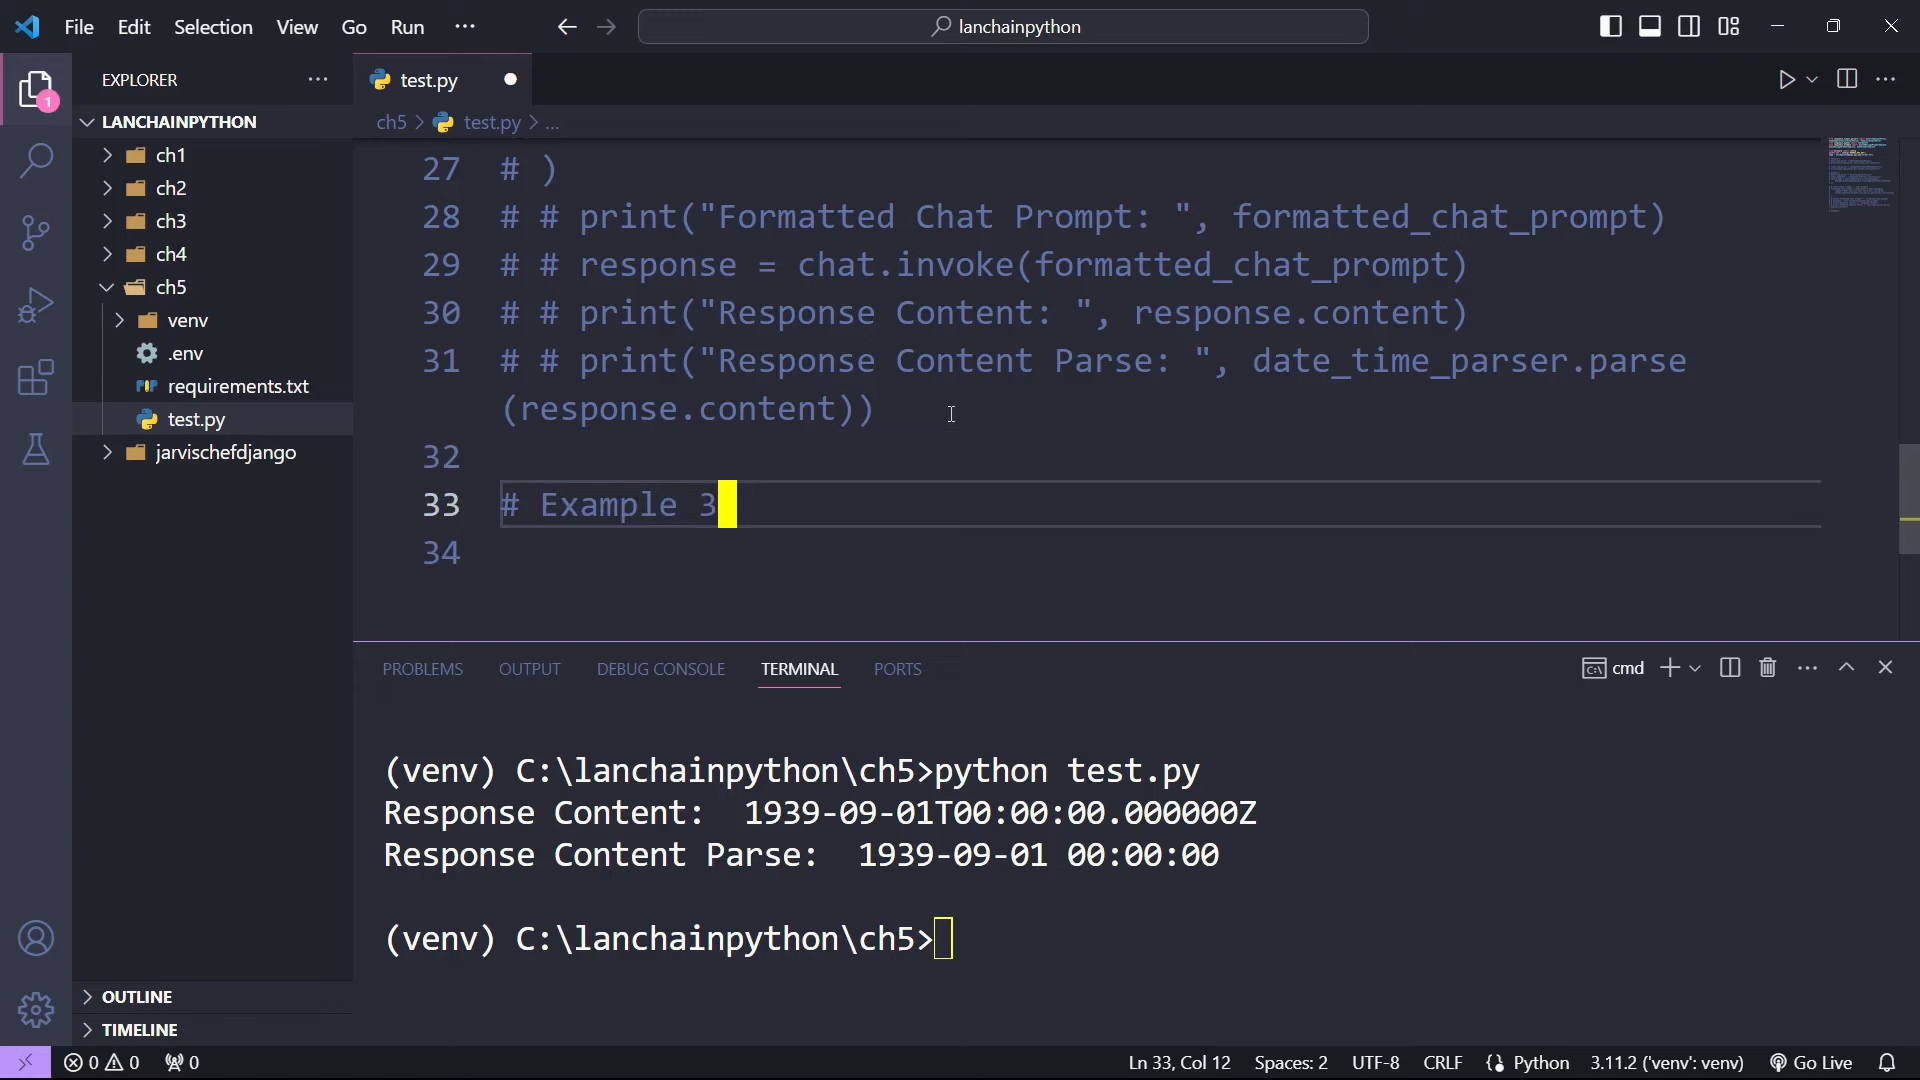 File Edit Selection View Go Run ··· lanchainpython
EXPLORER ···
1
LANCHAINPYTHON
ch1
ch2
ch3
ch4
ch5
venv
.env
requirements.txt
test.py
jarvischefdjango
OUTLINE
TIMELINE
test.py
ch5 > test.py > ...
27 # )
28 # # print("Formatted Chat Prompt: ", formatted_chat_prompt)
29 # # response = chat.invoke(formatted_chat_prompt)
30 # # print("Response Content: ", response.content)
31 # # print("Response Content Parse: ", date_time_parser.parse
(response.content))
32
33 # Example 3
34
PROBLEMS OUTPUT DEBUG CONSOLE TERMINAL PORTS cmd
(venv) C:\lanchainpython\ch5>python test.py
Response Content:  1939-09-01T00:00:00.000000Z
Response Content Parse:  1939-09-01 00:00:00
(venv) C:\lanchainpython\ch5>
0 0 0 Ln 33, Col 12 Spaces: 2 UTF-8 CRLF Python 3.11.2 ('venv': venv) Go Live